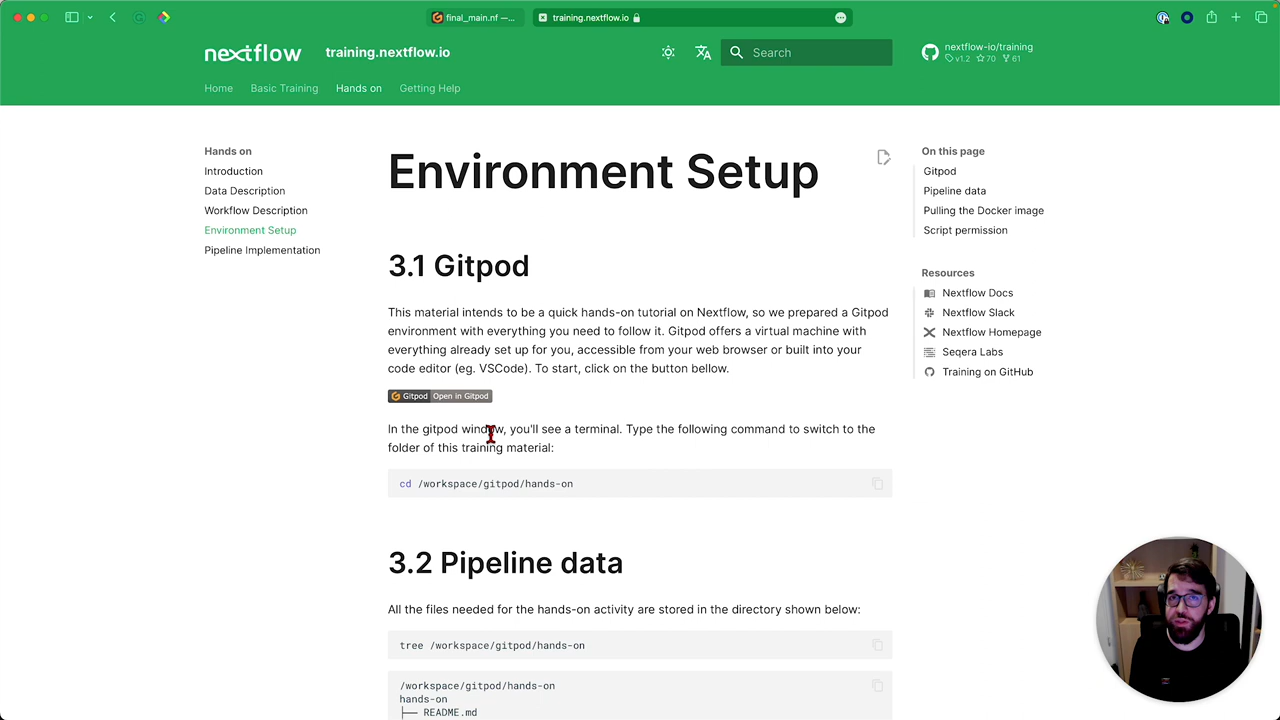 final_main.nf —...
training.nextflow.io
nextflow
training.nextflow.io
Search
nextflow-io/training
v1.2 70 61
Home
Basic Training
Hands on
Getting Help
Hands on
Introduction
Data Description
Workflow Description
Environment Setup
Pipeline Implementation
Environment Setup
3.1 Gitpod
This material intends to be a quick hands-on tutorial on Nextflow, so we prepared a Gitpod
environment with everything you need to follow it. Gitpod offers a virtual machine with
everything already set up for you, accessible from your web browser or built into your
code editor (eg. VSCode). To start, click on the button bellow.
Gitpod Open in Gitpod
In the gitpod window, you'll see a terminal. Type the following command to switch to the
folder of this training material:
cd /workspace/gitpod/hands-on
3.2 Pipeline data
All the files needed for the hands-on activity are stored in the directory shown below:
tree /workspace/gitpod/hands-on
/workspace/gitpod/hands-on
hands-on
├── README.md
On this page
Gitpod
Pipeline data
Pulling the Docker image
Script permission
Resources
Nextflow Docs
Nextflow Slack
Nextflow Homepage
Seqera Labs
Training on GitHub